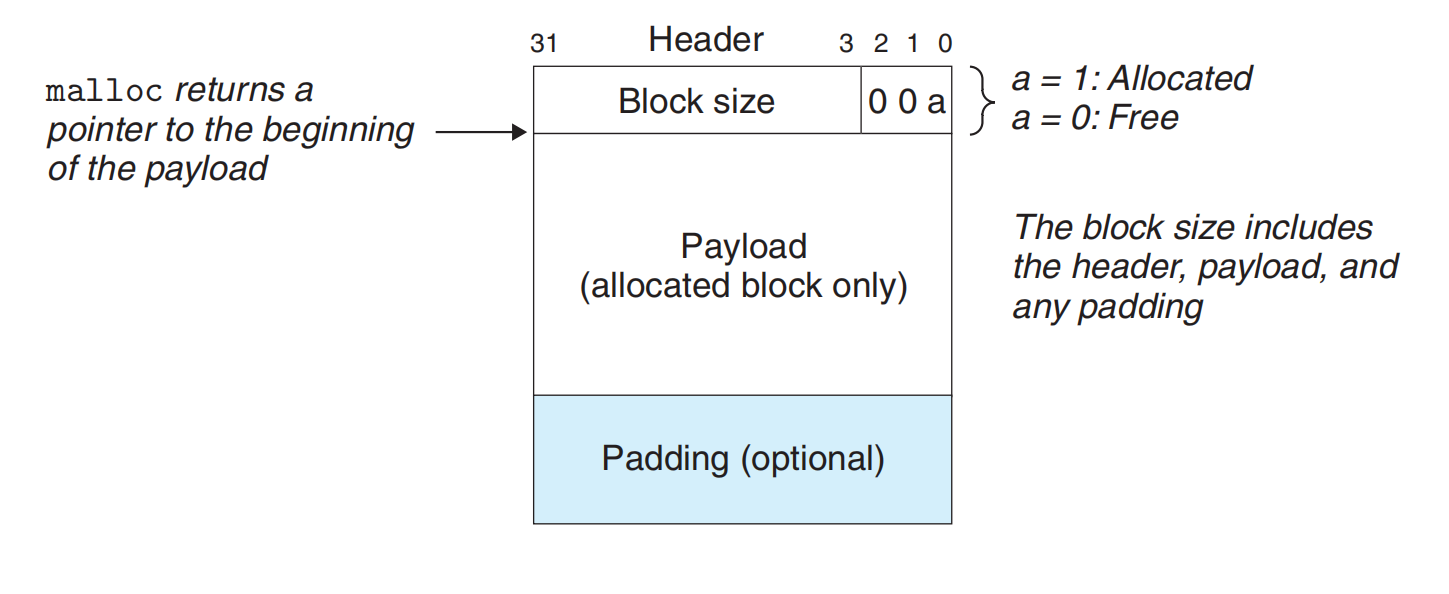 31 Header 3 2 1 0
malloc returns a
pointer to the beginning
of the payload
Block size 0 0 a
a = 1: Allocated
a = 0: Free
Payload
(allocated block only)
The block size includes
the header, payload, and
any padding
Padding (optional)